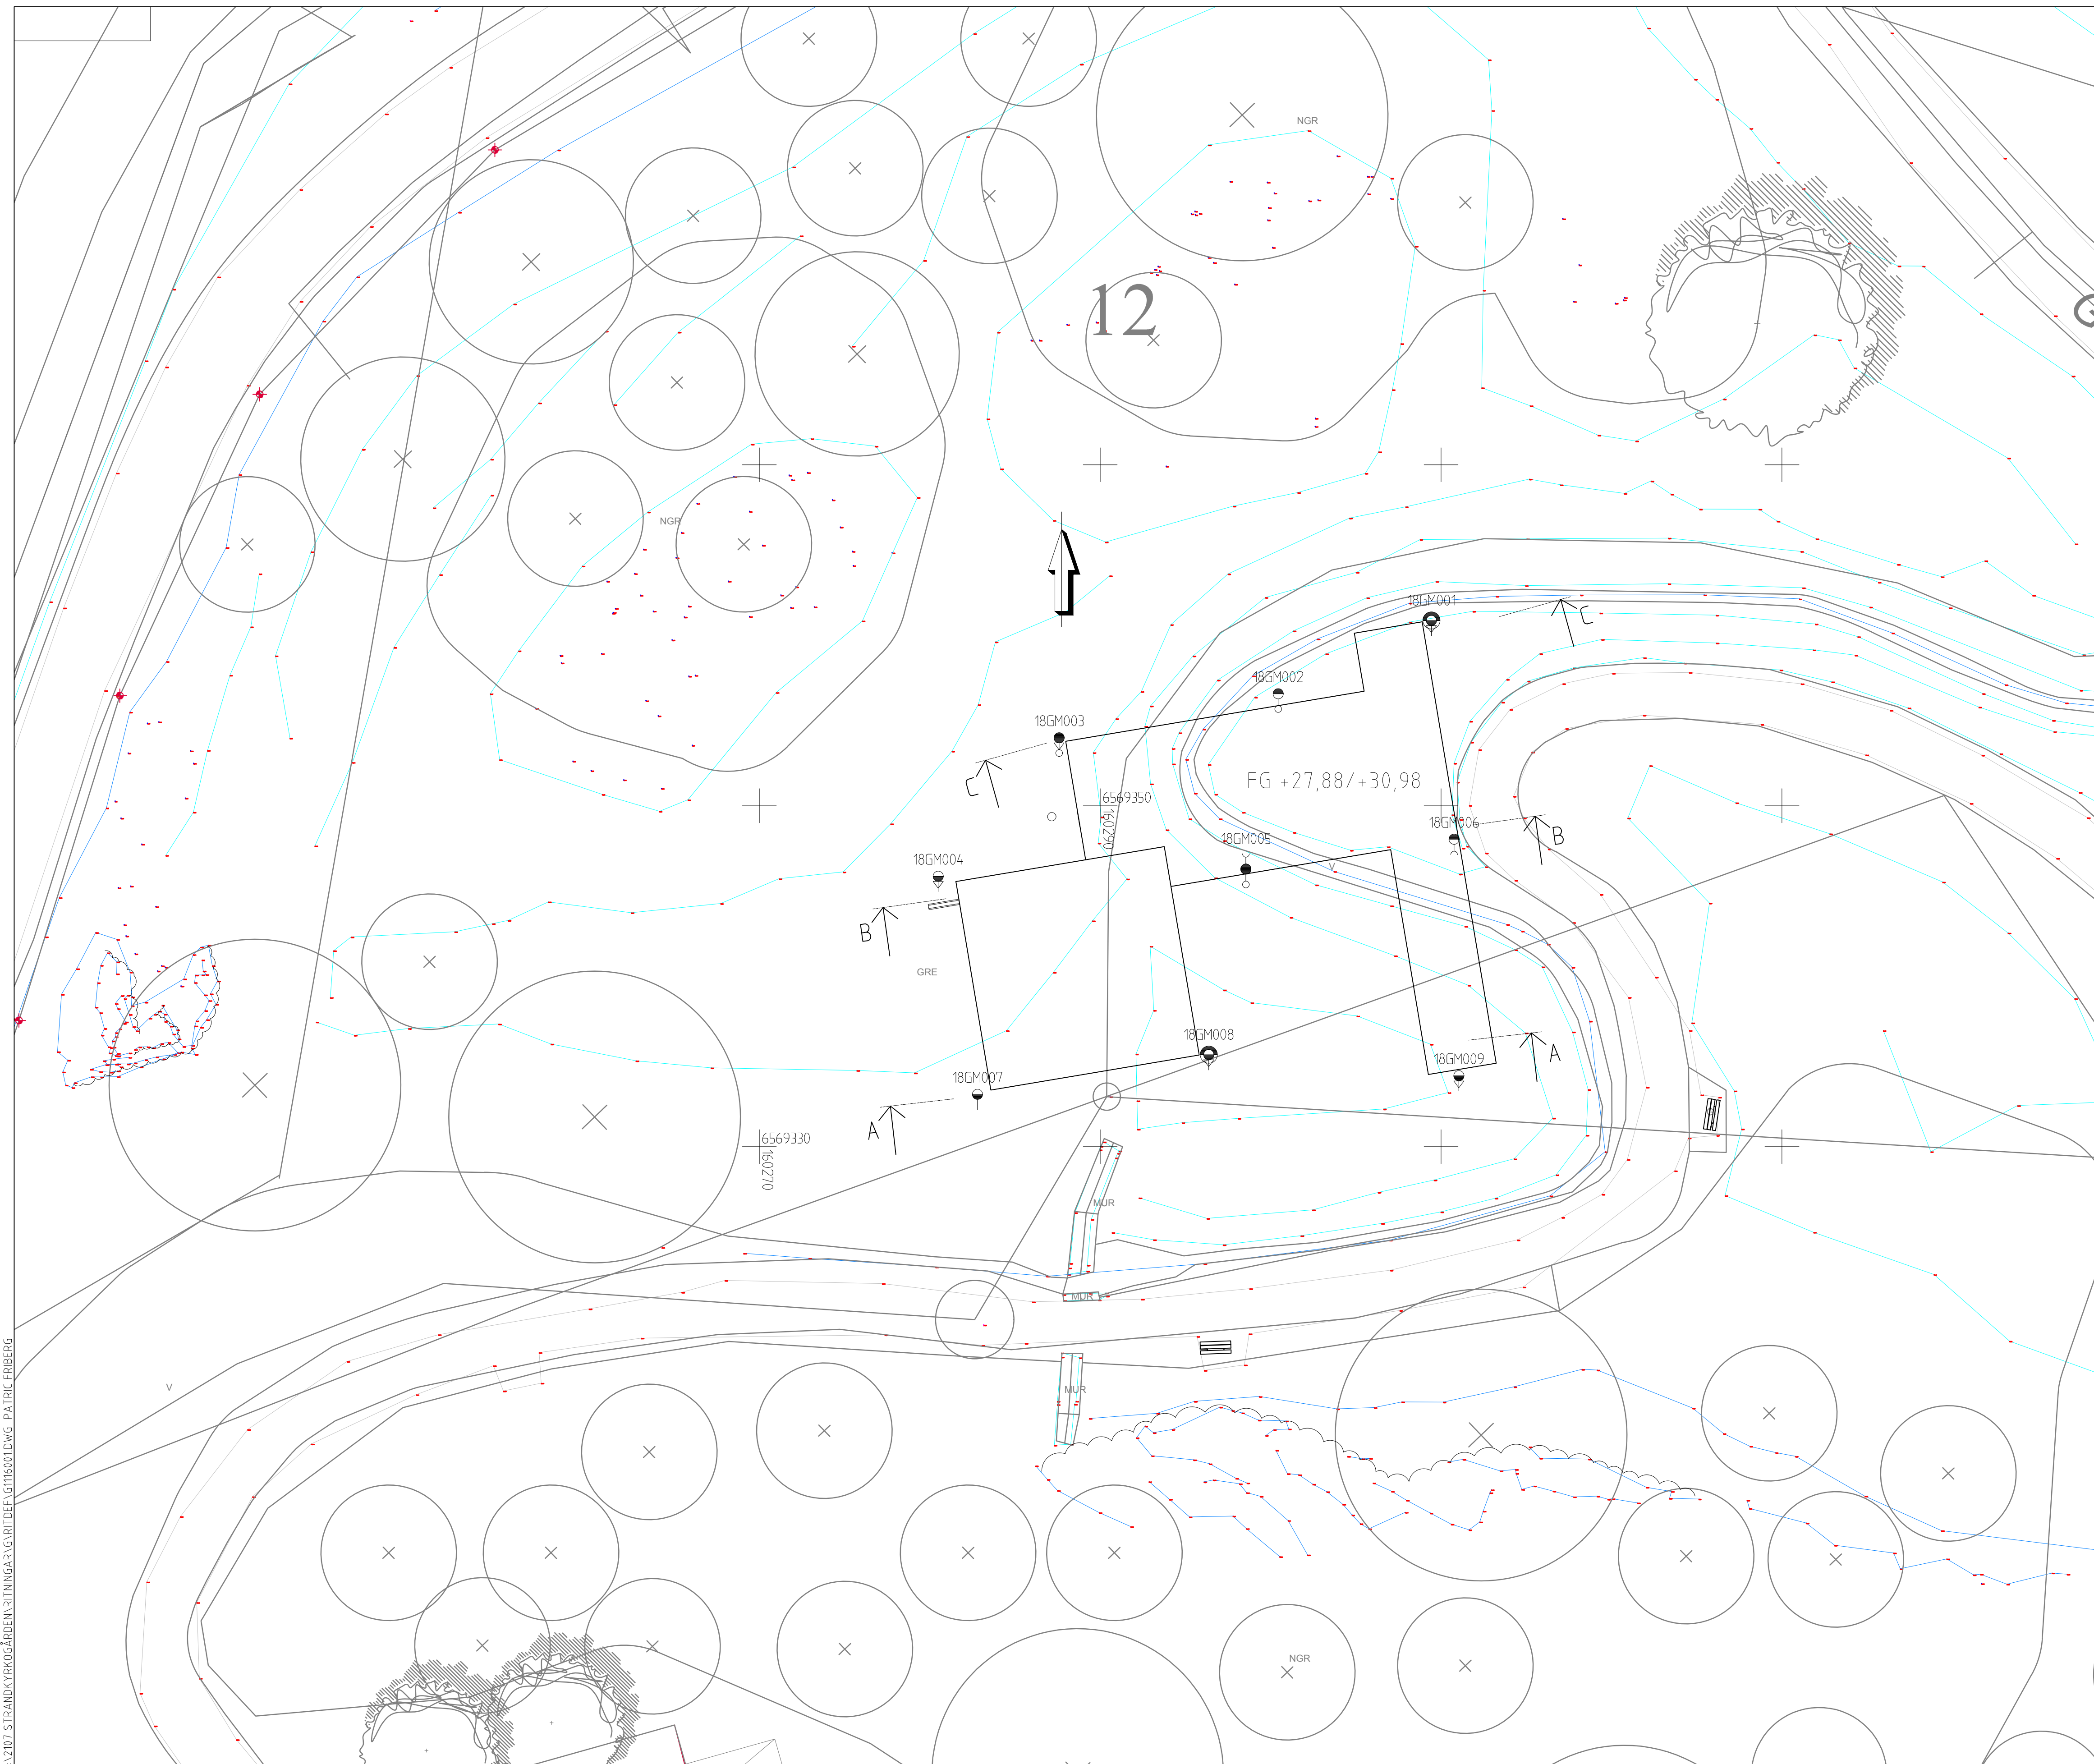 NGR
12
G
NGR
18GM001
C
18GM002
18GM003
C
FG +27,88/+30,98
6569350
160290
18GM006
B
18GM005
V
18GM004
B
GRE
18GM008
A
18GM009
18GM007
A
6569330
160270
MUR
MUR
MUR
V
NGR
\2107 STRANDKYRKOGÅRDEN\RITNINGAR\G\RITDEF\G1116001.DWG PATRIC FRIBERG